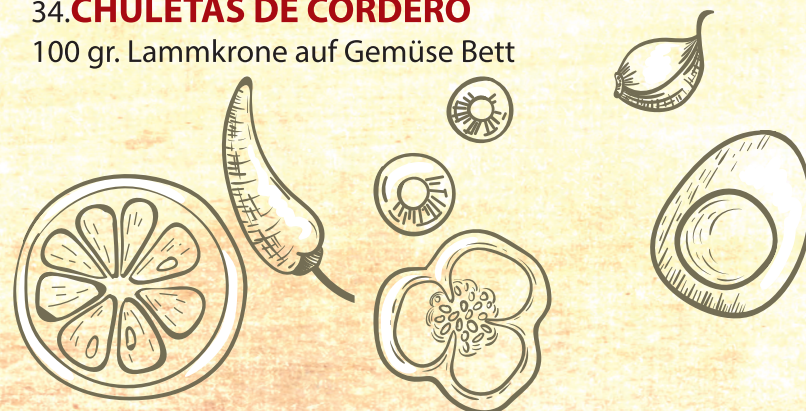 34.CHULETAS DE CORDERO
100 gr. Lammkrone auf Gemüse Bett